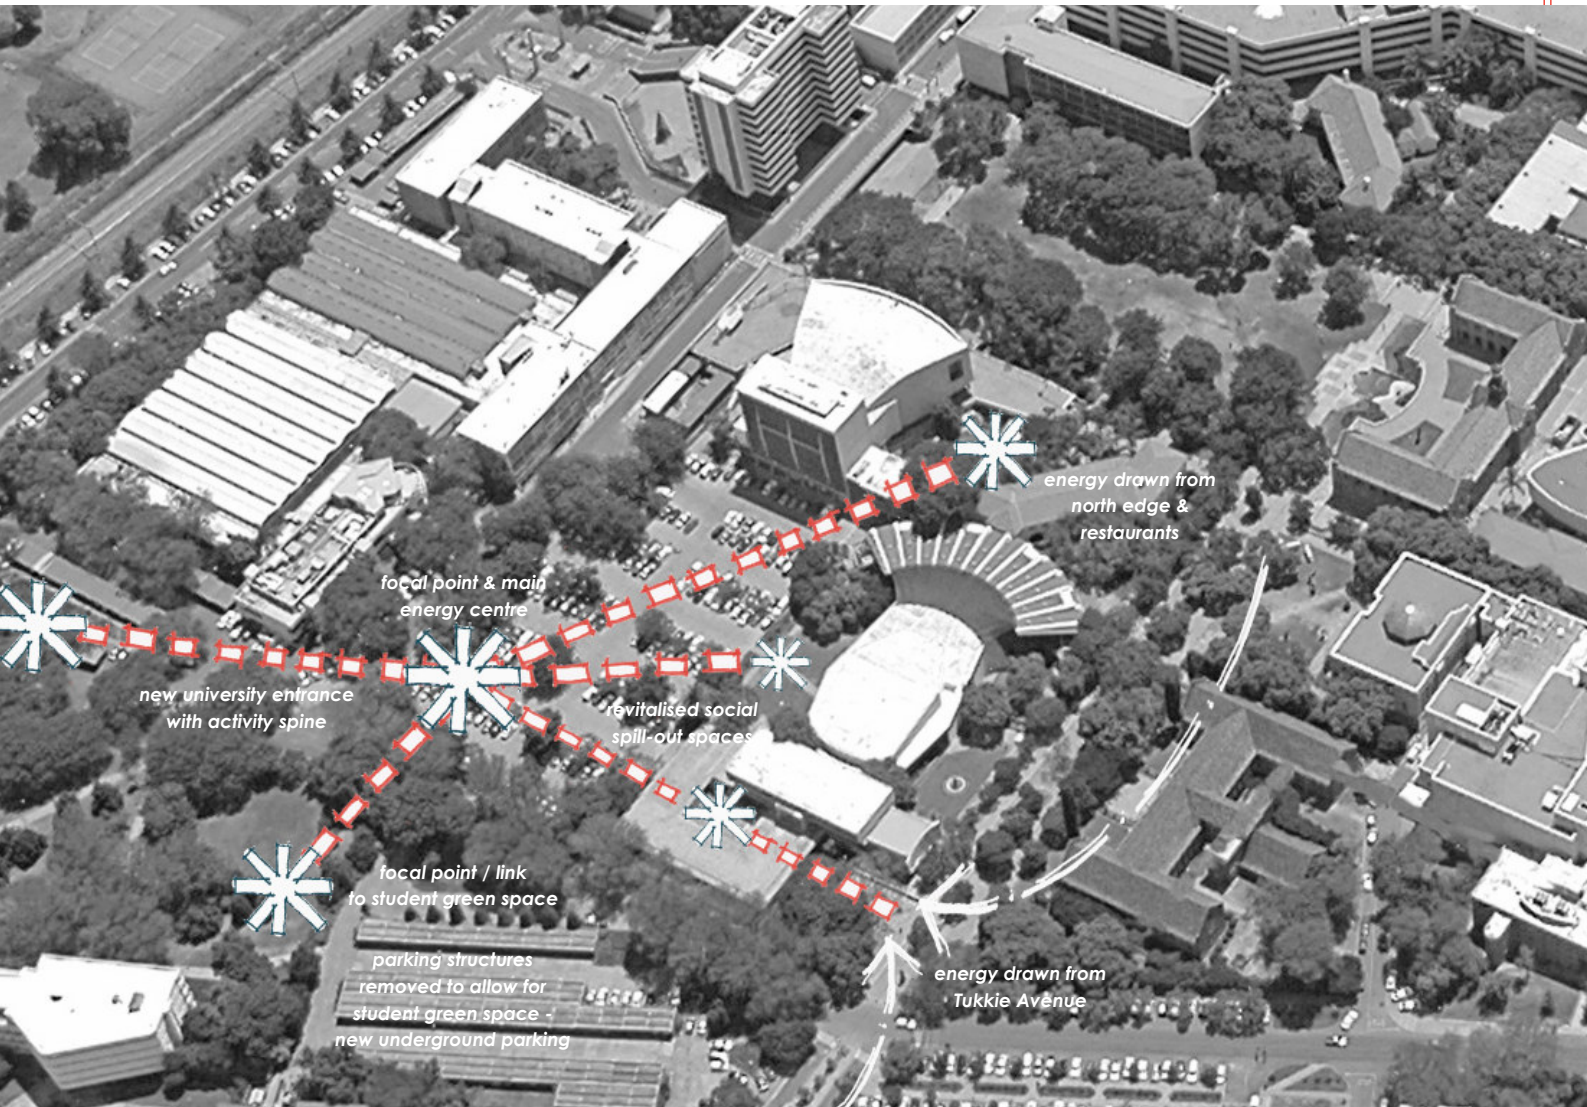 energy drawn from
north edge &
restaurants
focal point & main
energy centre
new university entrance
with activity spine
revitalised social
spill-out spaces
focal point / link
to student green space
parking structures
removed to allow for
student green space -
new underground parking
energy drawn from
Tukkie Avenue